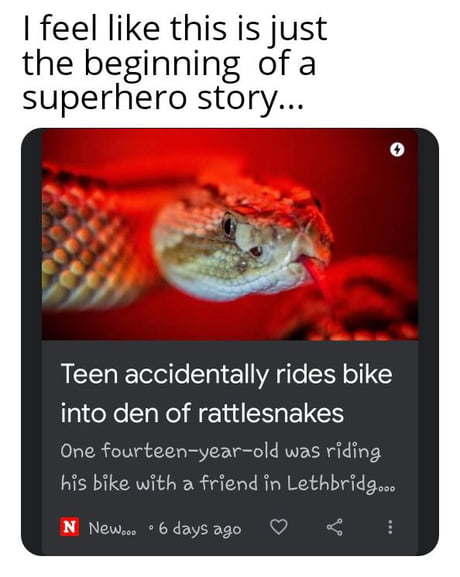 I feel like this is just
the beginning of a
superhero story...
Teen accidentally rides bike
into den of rattlesnakes
One fourteen-year-old was riding
his bike with a friend in Lethbridg...
N New... • 6 days ago